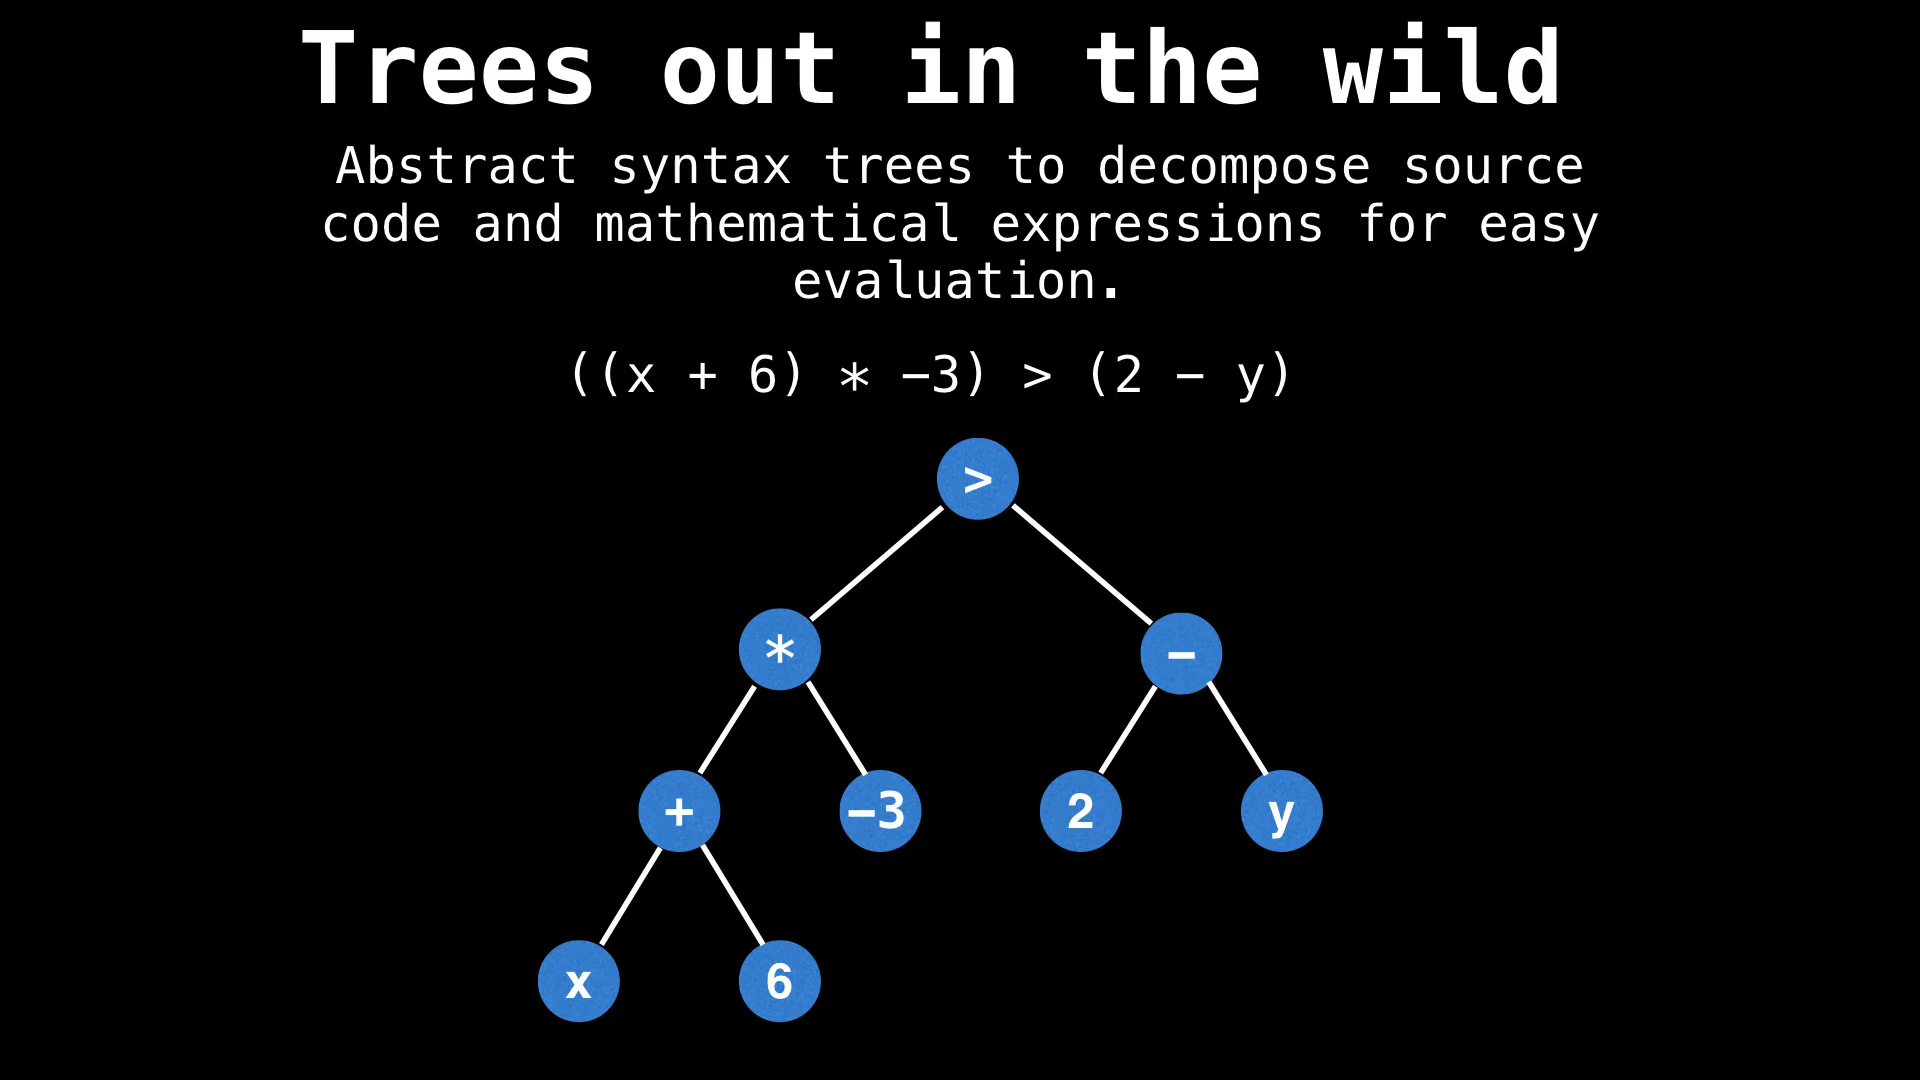 Trees out in the wild
Abstract syntax trees to decompose source
code and mathematical expressions for easy
evaluation.
((x + 6) * −3) > (2 − y)
>
*
−
+
−3
2
y
x
6